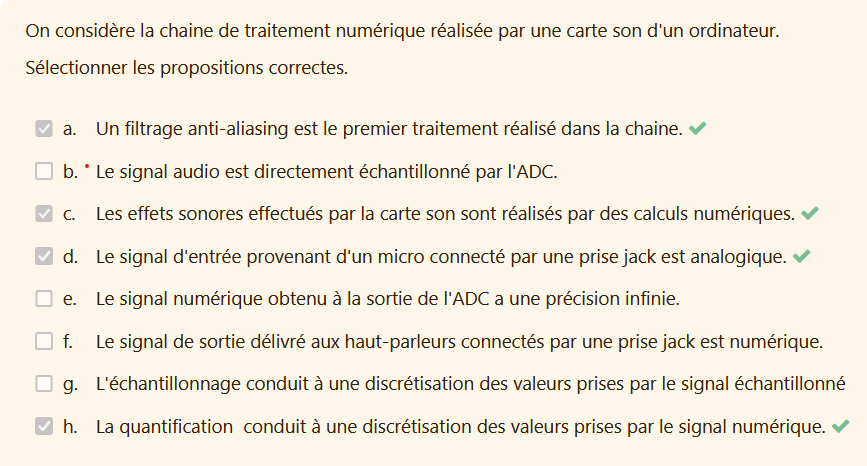 On considère la chaine de traitement numérique réalisée par une carte son d'un ordinateur.
Sélectionner les propositions correctes.
a. Un filtrage anti-aliasing est le premier traitement réalisé dans la chaine.
b. Le signal audio est directement échantillonné par l'ADC.
c. Les effets sonores effectués par la carte son sont réalisés par des calculs numériques.
d. Le signal d'entrée provenant d'un micro connecté par une prise jack est analogique.
e. Le signal numérique obtenu à la sortie de l'ADC a une précision infinie.
f. Le signal de sortie délivré aux haut-parleurs connectés par une prise jack est numérique.
g. L'échantillonnage conduit à une discrétisation des valeurs prises par le signal échantillonné
h. La quantification conduit à une discrétisation des valeurs prises par le signal numérique.